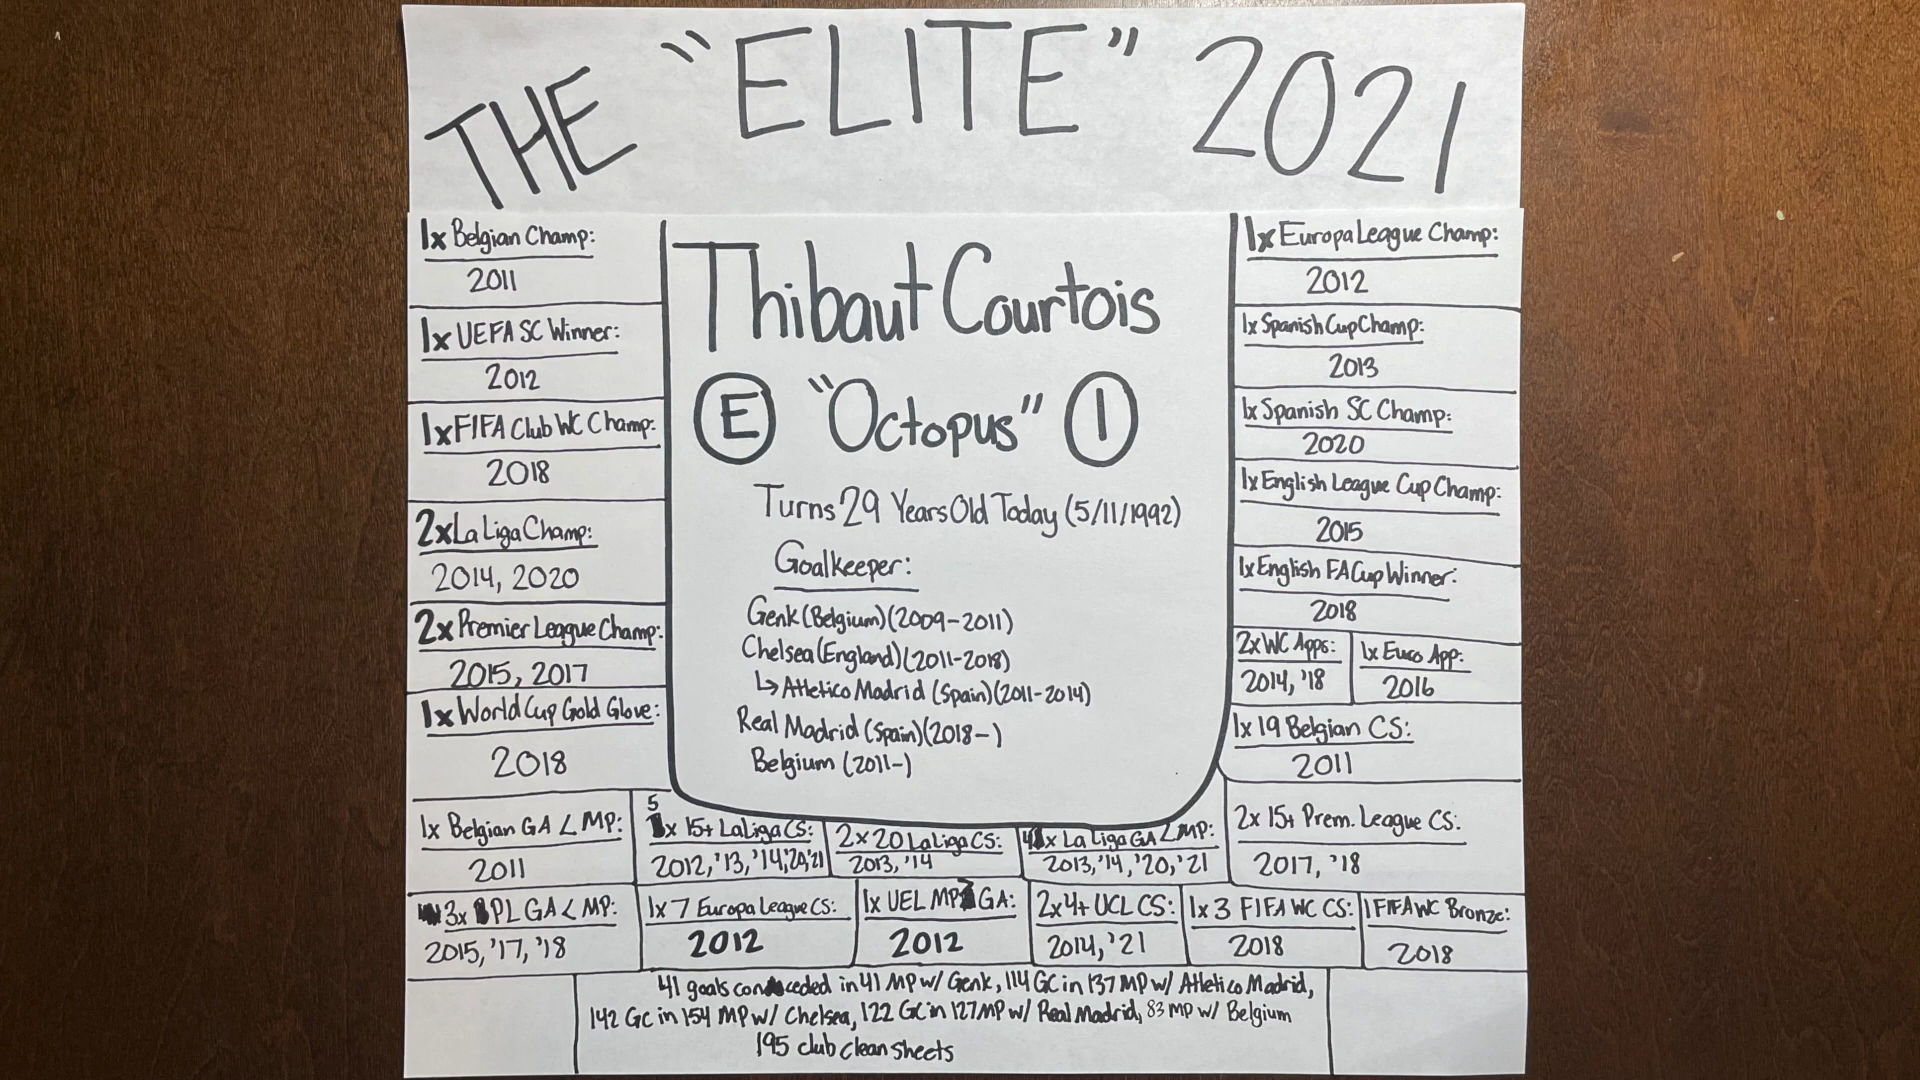 THE "ELITE" 2021
1x Belgian Champ:
2011
1x UEFA SC Winner:
2012
1x FIFA Club WC Champ:
2018
2x La Liga Champ:
2014, 2020
2x Premier League Champ:
2015, 2017
1x World Cup Gold Glove:
2018
Thibaut Courtois
E "Octopus" 1
Turns 29 Years Old Today (5/11/1992)
Goalkeeper:
Genk (Belgium) (2009-2011)
Chelsea (England) (2011-2018)
↳ Atletico Madrid (Spain) (2011-2014)
Real Madrid (Spain) (2018-)
Belgium (2011-)
1x Europa League Champ:
2012
1x Spanish Cup Champ:
2013
1x Spanish SC Champ:
2020
1x English League Cup Champ:
2015
1x English FA Cup Winner:
2018
2x WC Apps:
2014, '18
1x Euro App:
2016
1x 19 Belgian CS:
2011
1x Belgian GA < MP:
2011
5x 15+ La Liga CS:
2012, '13, '14, '20, '21
2x 20 La Liga CS:
2013, '14
4x La Liga GA < MP:
2013, '14, '20, '21
2x 15+ Prem. League CS:
2017, '18
3x PL GA < MP:
2015, '17, '18
1x 7 Europa League CS:
2012
1x UEL MP GA:
2012
2x 4+ UCL CS:
2014, '21
1x 3 FIFA WC CS:
2018
1 FIFA WC Bronze:
2018
41 goals conceded in 41 MP w/ Genk, 114 GC in 137 MP w/ Atletico Madrid,
142 GC in 154 MP w/ Chelsea, 122 GC in 127 MP w/ Real Madrid, 83 MP w/ Belgium
195 club clean sheets